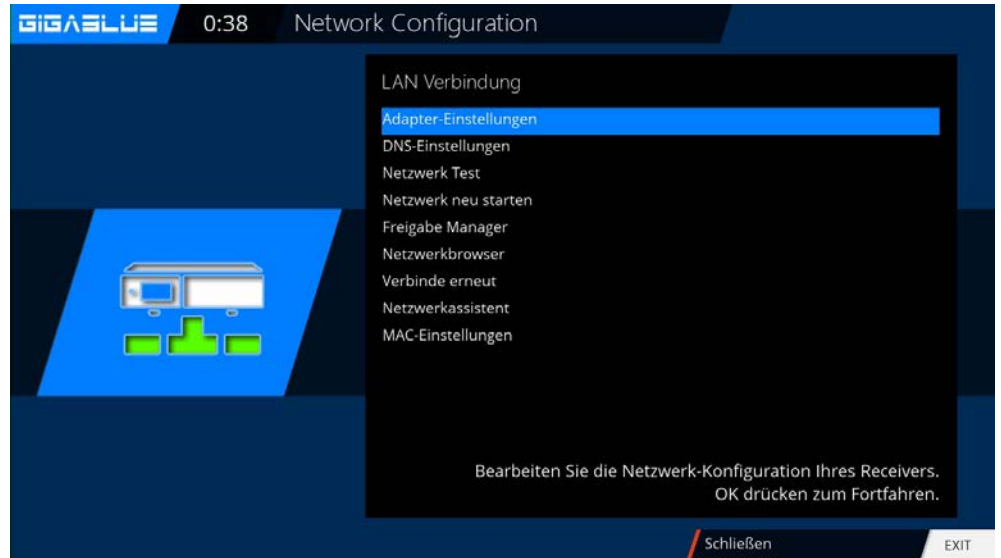 GIGABLUE 0:38 Network Configuration
LAN Verbindung
Adapter-Einstellungen
DNS-Einstellungen
Netzwerk Test
Netzwerk neu starten
Freigabe Manager
Netzwerkbrowser
Verbinde erneut
Netzwerkassistent
MAC-Einstellungen
Bearbeiten Sie die Netzwerk-Konfiguration Ihres Receivers.
OK drücken zum Fortfahren.
Schließen EXIT